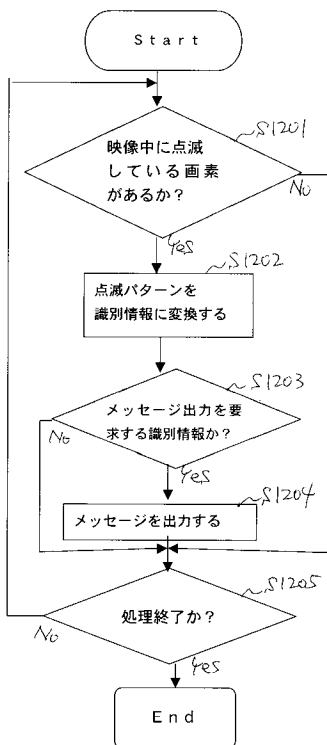 Start
S1201
映像中に点滅
している画素
があるか？
No
Yes
S1202
点滅パターンを
識別情報に変換する
S1203
メッセージ出力を要
求する識別情報か？
No
Yes
S1204
メッセージを出力する
S1205
処理終了か？
No
Yes
End